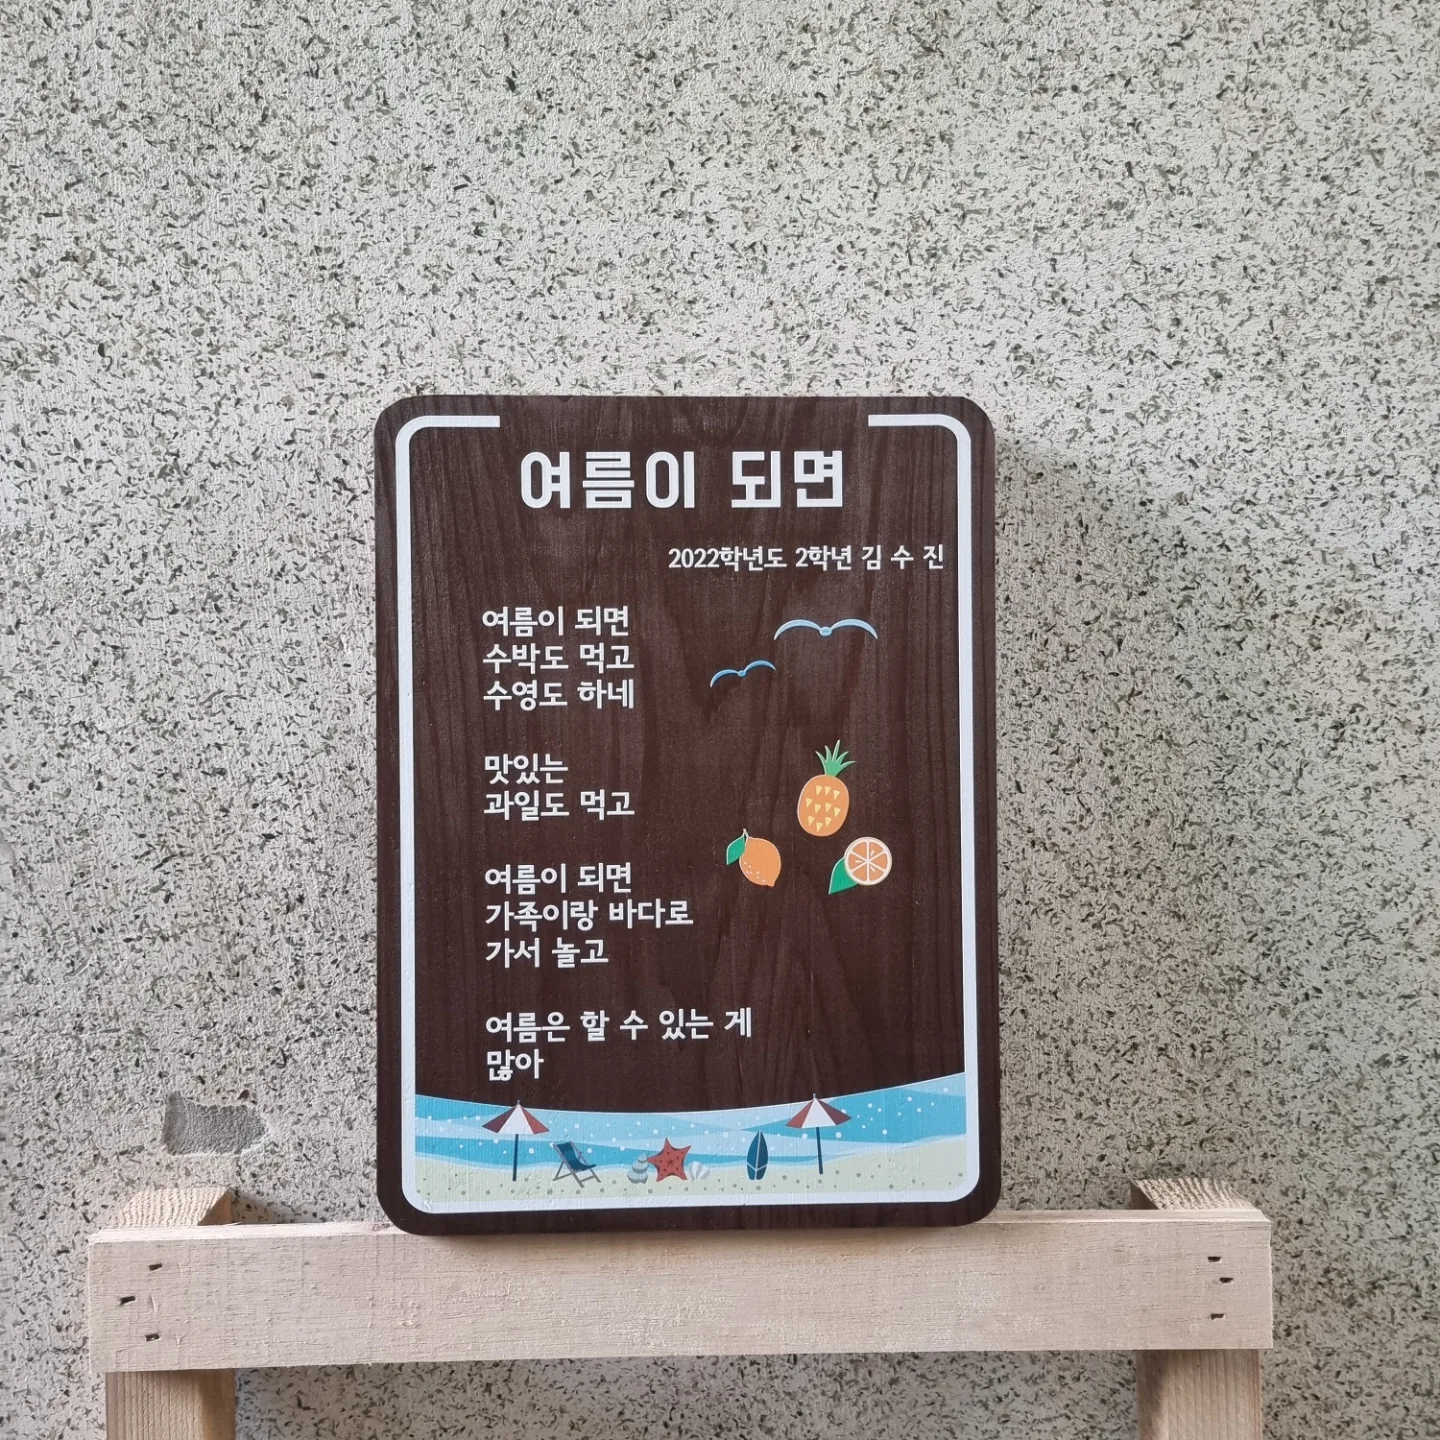 여름이 되면
2022학년도 2학년 김 수 진
여름이 되면
수박도 먹고
수영도 하네
맛있는
과일도 먹고
여름이 되면
가족이랑 바다로
가서 놀고
여름은 할 수 있는 게
많아